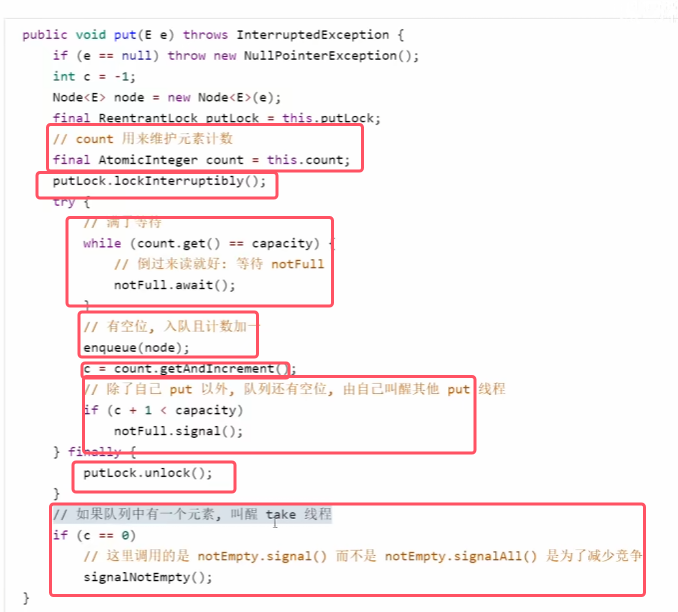 public void put(E e) throws InterruptedException {
if (e == null) throw new NullPointerException();
int c = -1;
Node<E> node = new Node<E>(e);
final ReentrantLock putLock = this.putLock;
// count 用来维护元素计数
final AtomicInteger count = this.count;
putLock.lockInterruptibly();
try {
// 满了等待
while (count.get() == capacity) {
// 倒过来读就好: 等待 notFull
notFull.await();
}
// 有空位, 入队且计数加一
enqueue(node);
c = count.getAndIncrement();
// 除了自己 put 以外, 队列还有空位, 由自己叫醒其他 put 线程
if (c + 1 < capacity)
notFull.signal();
} finally {
putLock.unlock();
}
// 如果队列中有一个元素, 叫醒 take 线程
if (c == 0)
// 这里调用的是 notEmpty.signal() 而不是 notEmpty.signalAll() 是为了减少竞争
signalNotEmpty();
}